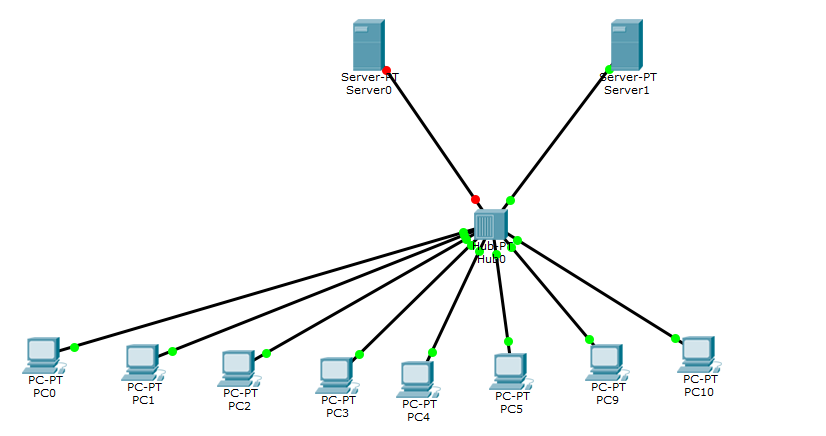 Server-PT
Server0
Server-PT
Server1
Hub-PT
Hub0
PC-PT
PC0
PC-PT
PC1
PC-PT
PC2
PC-PT
PC3
PC-PT
PC4
PC-PT
PC5
PC-PT
PC9
PC-PT
PC10